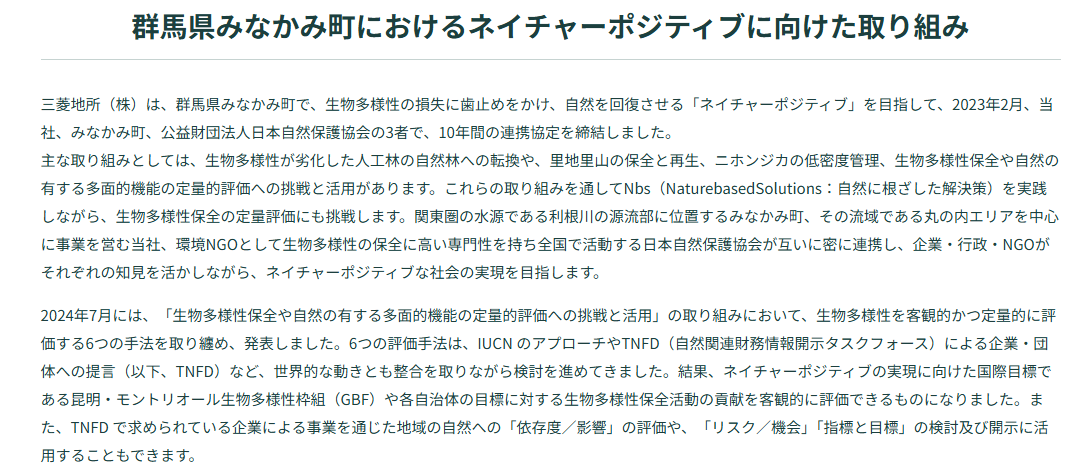 群馬県みなかみ町におけるネイチャーポジティブに向けた取り組み
三菱地所（株）は、群馬県みなかみ町で、生物多様性の損失に歯止めをかけ、自然を回復させる「ネイチャーポジティブ」を目指して、2023年2月、当
社、みなかみ町、公益財団法人日本自然保護協会の3者で、10年間の連携協定を締結しました。
主な取り組みとしては、生物多様性が劣化した人工林の自然林への転換や、里地里山の保全と再生、ニホンジカの低密度管理、生物多様性保全や自然の
有する多面的機能の定量的評価への挑戦と活用があります。これらの取り組みを通してNbs（NaturebasedSolutions：自然に根ざした解決策）を実践
しながら、生物多様性保全の定量評価にも挑戦します。関東圏の水源である利根川の源流部に位置するみなかみ町、その流域である丸の内エリアを中心
に事業を営む当社、環境NGOとして生物多様性の保全に高い専門性を持ち全国で活動する日本自然保護協会が互いに密に連携し、企業・行政・NGOが
それぞれの知見を活かしながら、ネイチャーポジティブな社会の実現を目指します。
2024年7月には、「生物多様性保全や自然の有する多面的機能の定量的評価への挑戦と活用」の取り組みにおいて、生物多様性を客観的かつ定量的に評
価する6つの手法を取り纏め、発表しました。6つの評価手法は、IUCN のアプローチやTNFD（自然関連財務情報開示タスクフォース）による企業・団
体への提言（以下、TNFD）など、世界的な動きとも整合を取りながら検討を進めてきました。結果、ネイチャーポジティブの実現に向けた国際目標で
ある昆明・モントリオール生物多様性枠組（GBF）や各自治体の目標に対する生物多様性保全活動の貢献を客観的に評価できるものになりました。ま
た、TNFD で求められている企業による事業を通じた地域の自然への「依存度／影響」の評価や、「リスク／機会」「指標と目標」の検討及び開示に活
用することもできます。